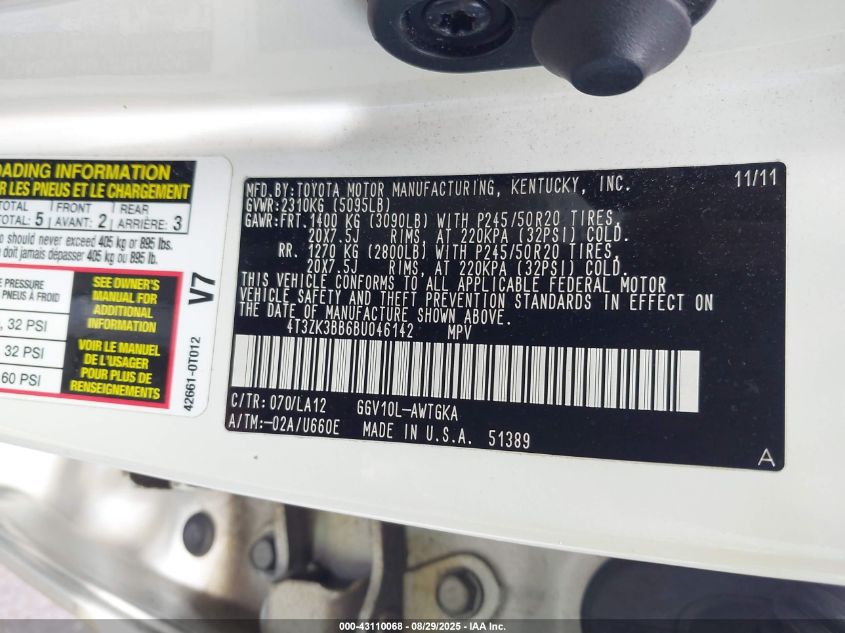 OADING INFORMATION
R LES PNEUS ET LE CHARGEMENT
TOTAL 5 FRONT AVANT: 2 REAR ARRIÈRE: 3
o should never exceed 405 kg or 895 lbs.
e doit jamais dépasser 405 kg ou 895 lb.
E PRESSURE
PNEUS À FROID
, 32 PSI
32 PSI
60 PSI
SEE OWNER'S
MANUAL FOR
ADDITIONAL
INFORMATION
VOIR LE MANUEL
DE L'USAGER
POUR PLUS DE
RENSEIGNEMENTS
V7
42661-0T012
MFD.BY:TOYOTA MOTOR MANUFACTURING, KENTUCKY, INC. 11/11
GVWR:2310KG (5095LB)
GAWR:FRT.1400 KG (3090LB) WITH P245/50R20 TIRES,
20X7.5J RIMS, AT 220KPA (32PSI) COLD.
RR. 1270 KG (2800LB) WITH P245/50R20 TIRES,
20X7.5J RIMS, AT 220KPA (32PSI) COLD.
THIS VEHICLE CONFORMS TO ALL APPLICABLE FEDERAL MOTOR
VEHICLE SAFETY AND THEFT PREVENTION STANDARDS IN EFFECT ON
THE DATE OF MANUFACTURE SHOWN ABOVE.
4T3ZK3BB6BU046142 MPV
C/TR: 070/LA12 GGV10L-AWTGKA
A/TM:-02A/U660E MADE IN U.S.A. 51389
A
000-43110068 - 08/29/2025 - IAA Inc.